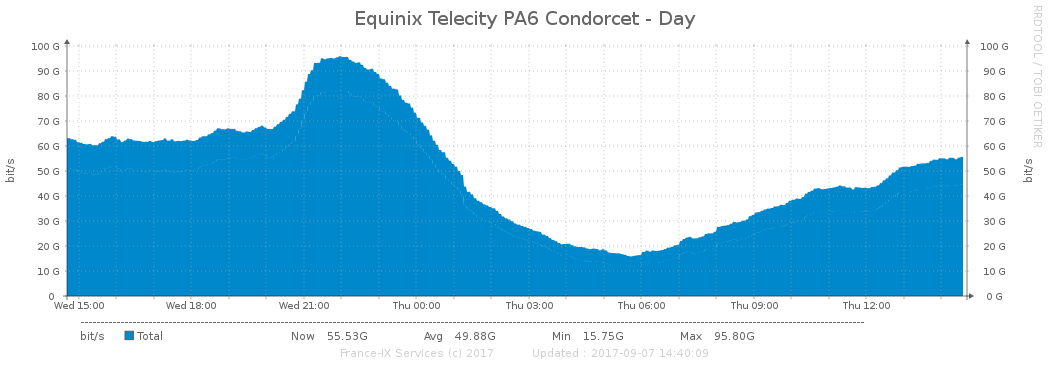 Equinix Telecity PA6 Condorcet - Day
RRDTOOL / TOBI OETIKER
bit/s
bit/s
100 G 100 G
90 G 90 G
80 G 80 G
70 G 70 G
60 G 60 G
50 G 50 G
40 G 40 G
30 G 30 G
20 G 20 G
10 G 10 G
0 0 G
Wed 15:00 Wed 18:00 Wed 21:00 Thu 00:00 Thu 03:00 Thu 06:00 Thu 09:00 Thu 12:00
bit/s Total Now 55.53G Avg 49.88G Min 15.75G Max 95.80G
France-IX Services (c) 2017 Updated : 2017-09-07 14:40:09